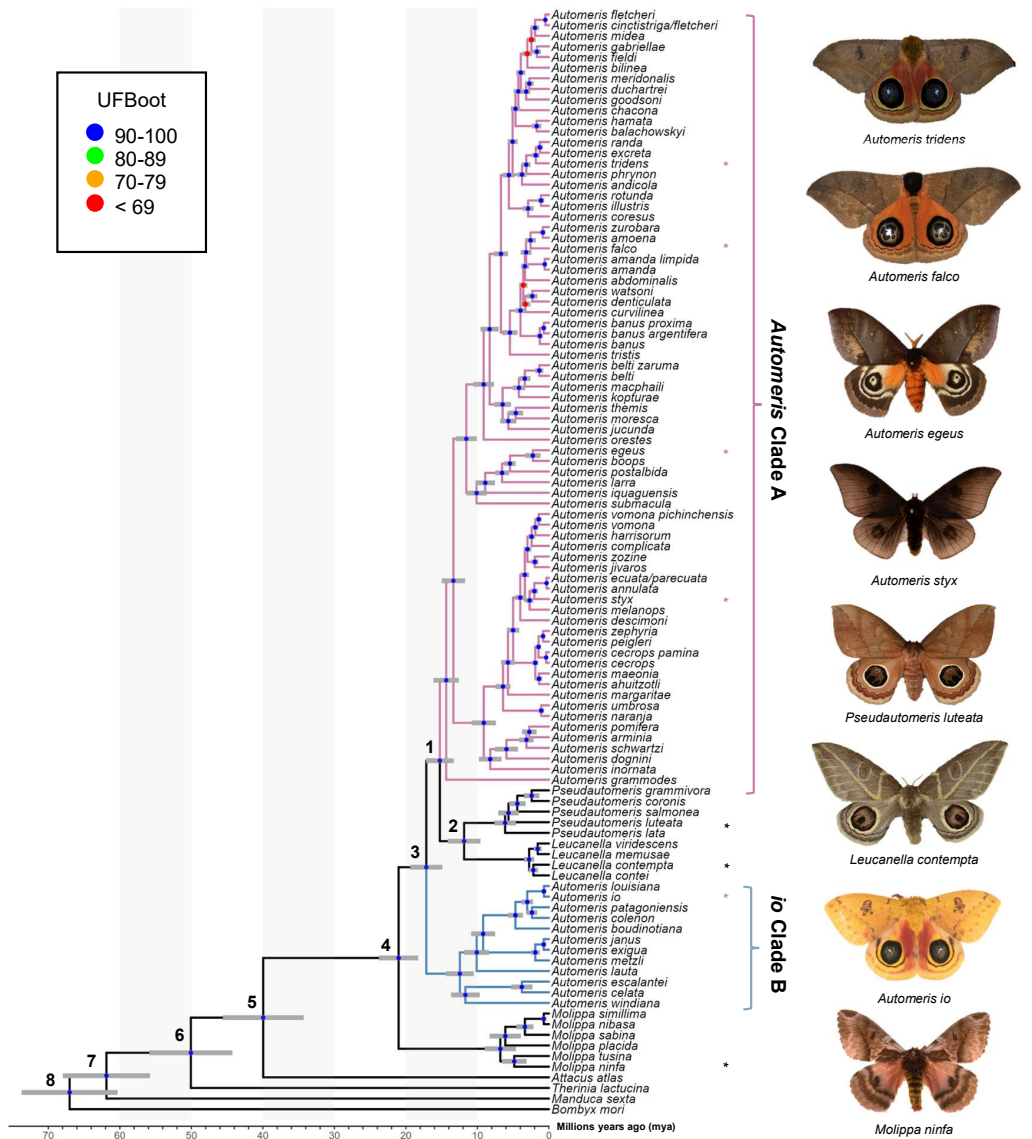 UFBoot
90-100
80-89
70-79
< 69
Automeris fletcheri
Automeris cinctistriga/fletcheri
Automeris midea
Automeris gabriellae
Automeris fieldi
Automeris bilinea
Automeris meridonalis
Automeris duchartrei
Automeris goodsoni
Automeris chacona
Automeris hamata
Automeris balachowskyi
Automeris randa
Automeris excreta
Automeris tridens *
Automeris phrynon
Automeris andicola
Automeris rotunda
Automeris illustris
Automeris coresus
Automeris zurobara
Automeris amoena
Automeris falco *
Automeris amanda limpida
Automeris amanda
Automeris abdominalis
Automeris watsoni
Automeris denticulata
Automeris curvilinea
Automeris banus proxima
Automeris banus argentifera
Automeris banus
Automeris tristis
Automeris belti zaruma
Automeris belti
Automeris macphaili
Automeris kopturae
Automeris themis
Automeris moresca
Automeris jucunda
Automeris orestes
Automeris egeus *
Automeris boops
Automeris postalbida
Automeris larra
Automeris iquaguensis
Automeris submacula
Automeris vomona pichinchensis
Automeris vomona
Automeris harrisorum
Automeris complicata
Automeris zozine
Automeris jivaros
Automeris ecuata/parecuata
Automeris annulata
Automeris styx *
Automeris melanops
Automeris descimoni
Automeris zephyria
Automeris peigleri
Automeris cecrops pamina
Automeris cecrops
Automeris maeonia
Automeris ahuitzotli
Automeris margaritae
Automeris umbrosa
Automeris naranja
Automeris pomifera
Automeris arminia
Automeris schwartzi
Automeris dognini
Automeris inornata
Automeris grammodes
Pseudautomeris grammivora
Pseudautomeris coronis
Pseudautomeris salmonea
Pseudautomeris luteata *
Pseudautomeris lata
Leucanella viridescens
Leucanella memusae
Leucanella contempta *
Leucanella contei
Automeris louisiana
Automeris io *
Automeris patagoniensis
Automeris colenon
Automeris boudinotiana
Automeris janus
Automeris exigua
Automeris metzli
Automeris lauta
Automeris escalantei
Automeris celata
Automeris windiana
Molippa simillima
Molippa nibasa
Molippa sabina
Molippa placida
Molippa tusina
Molippa ninfa *
Attacus atlas
Therinia lactucina
Manduca sexta
Bombyx mori
1
2
3
4
5
6
7
8
70 60 50 40 30 20 10 0 Millions years ago (mya)
Automeris Clade A
io Clade B
Automeris tridens
Automeris falco
Automeris egeus
Automeris styx
Pseudautomeris luteata
Leucanella contempta
Automeris io
Molippa ninfa